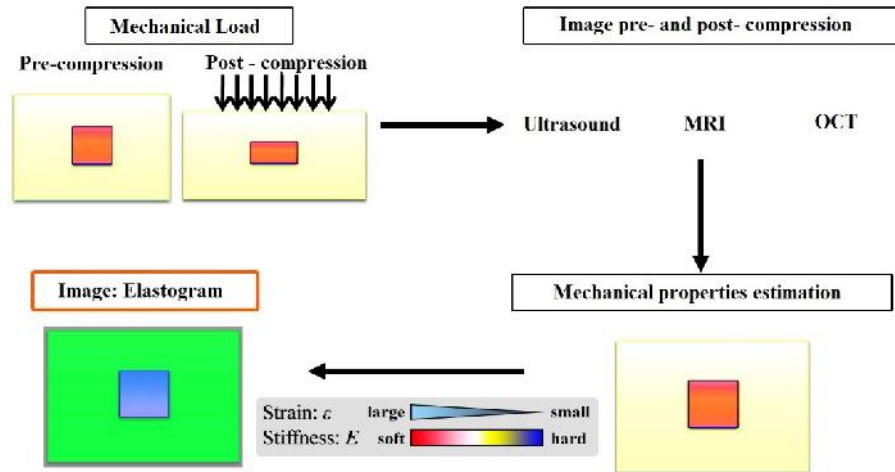 Mechanical Load
Image pre- and post- compression
Pre-compression
Post - compression
Ultrasound
MRI
OCT
Image: Elastogram
Mechanical properties estimation
Strain: ε large small
Stiffness: E soft hard